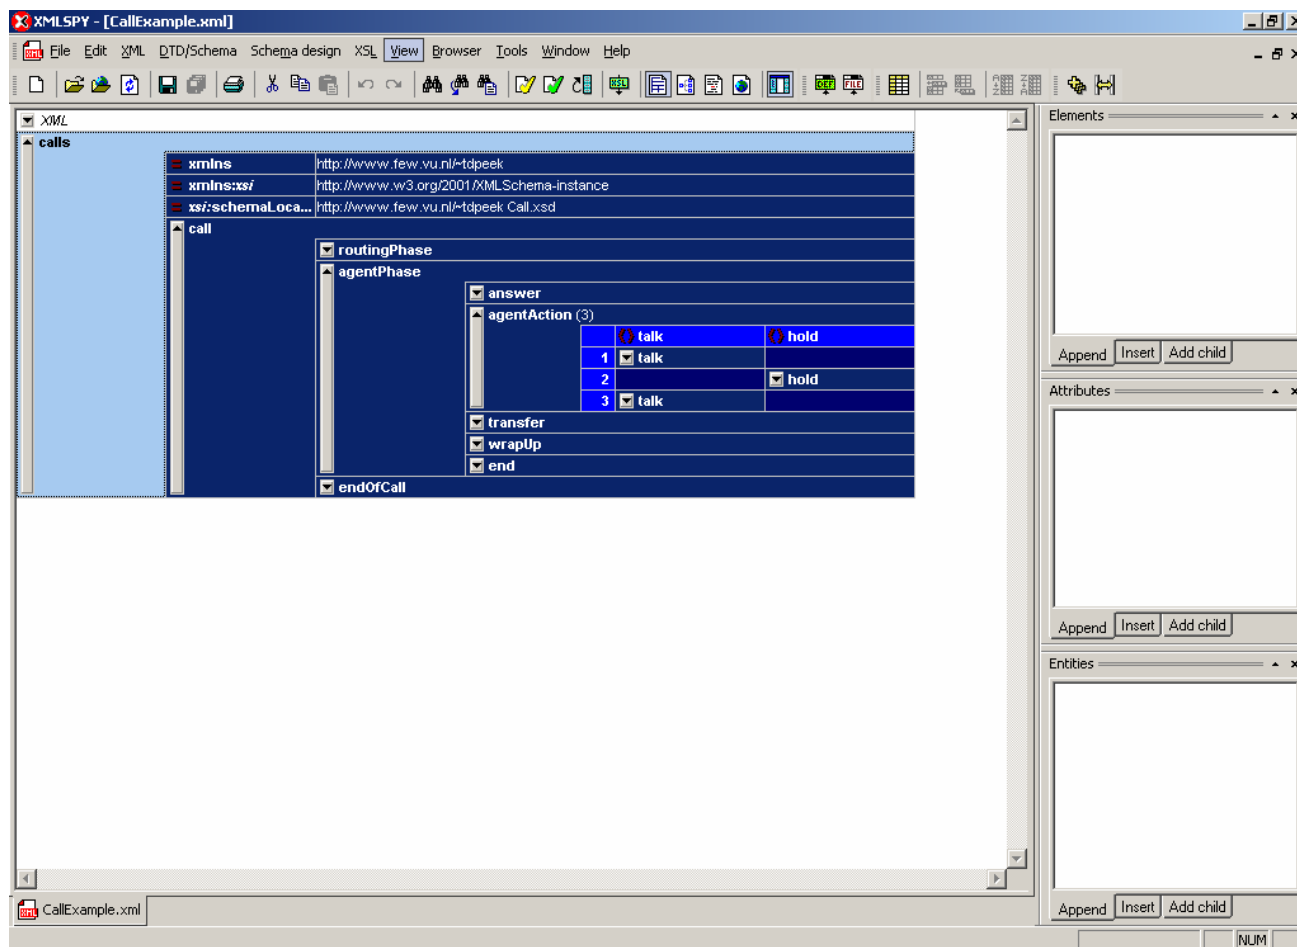 XMLSPY - [CallExample.xml]
File Edit XML DTD/Schema Schema design XSL View Browser Tools Window Help
XML
calls
xmlns http://www.few.vu.nl/~tdpeek
xmlns:xsi http://www.w3.org/2001/XMLSchema-instance
xsi:schemaLoca... http://www.few.vu.nl/~tdpeek Call.xsd
call
routingPhase
agentPhase
answer
agentAction (3)
talk hold
1 talk
2 hold
3 talk
transfer
wrapUp
end
endOfCall
Elements
Append Insert Add child
Attributes
Append Insert Add child
Entities
Append Insert Add child
CallExample.xml
NUM